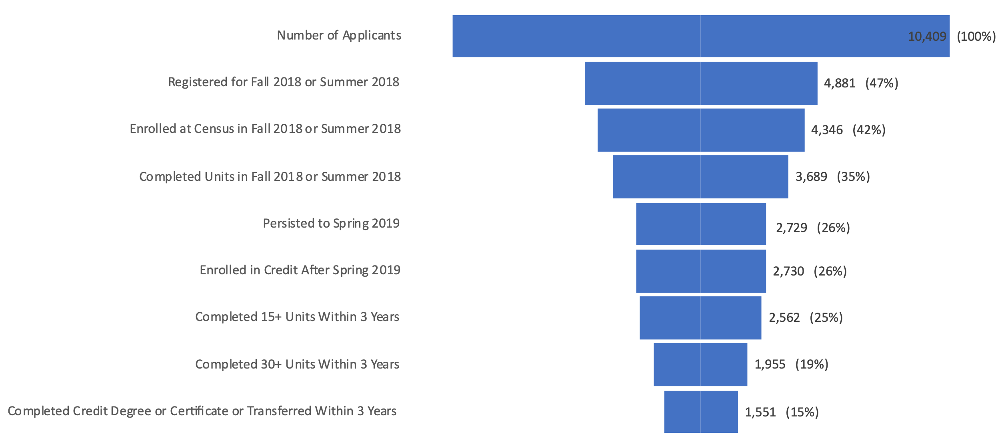 Number of Applicants 10,409 (100%)
Registered for Fall 2018 or Summer 2018 4,881 (47%)
Enrolled at Census in Fall 2018 or Summer 2018 4,346 (42%)
Completed Units in Fall 2018 or Summer 2018 3,689 (35%)
Persisted to Spring 2019 2,729 (26%)
Enrolled in Credit After Spring 2019 2,730 (26%)
Completed 15+ Units Within 3 Years 2,562 (25%)
Completed 30+ Units Within 3 Years 1,955 (19%)
Completed Credit Degree or Certificate or Transferred Within 3 Years 1,551 (15%)